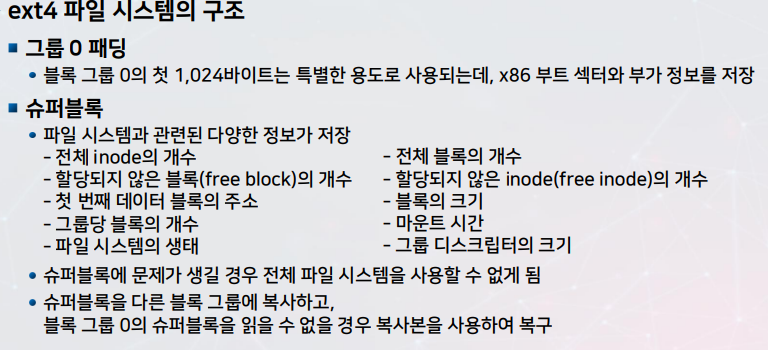 ext4 파일 시스템의 구조
그룹 0 패딩
블록 그룹 0의 첫 1,024바이트는 특별한 용도로 사용되는데, x86 부트 섹터와 부가 정보를 저장
슈퍼블록
파일 시스템과 관련된 다양한 정보가 저장
- 전체 inode의 개수
- 전체 블록의 개수
- 할당되지 않은 블록(free block)의 개수
- 할당되지 않은 inode(free inode)의 개수
- 첫 번째 데이터 블록의 주소
- 블록의 크기
- 그룹당 블록의 개수
- 마운트 시간
- 파일 시스템의 생태
- 그룹 디스크립터의 크기
슈퍼블록에 문제가 생길 경우 전체 파일 시스템을 사용할 수 없게 됨
슈퍼블록을 다른 블록 그룹에 복사하고,
블록 그룹 0의 슈퍼블록을 읽을 수 없을 경우 복사본을 사용하여 복구